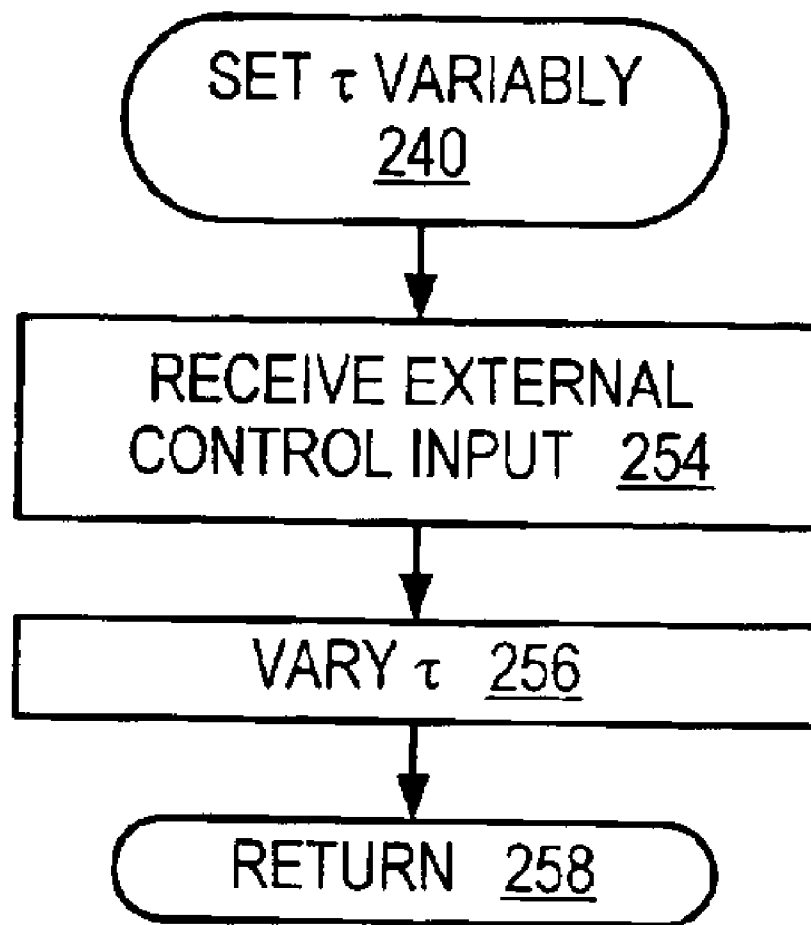 SET τ VARIABLY
240
RECEIVE EXTERNAL
CONTROL INPUT 254
VARY τ 256
RETURN 258